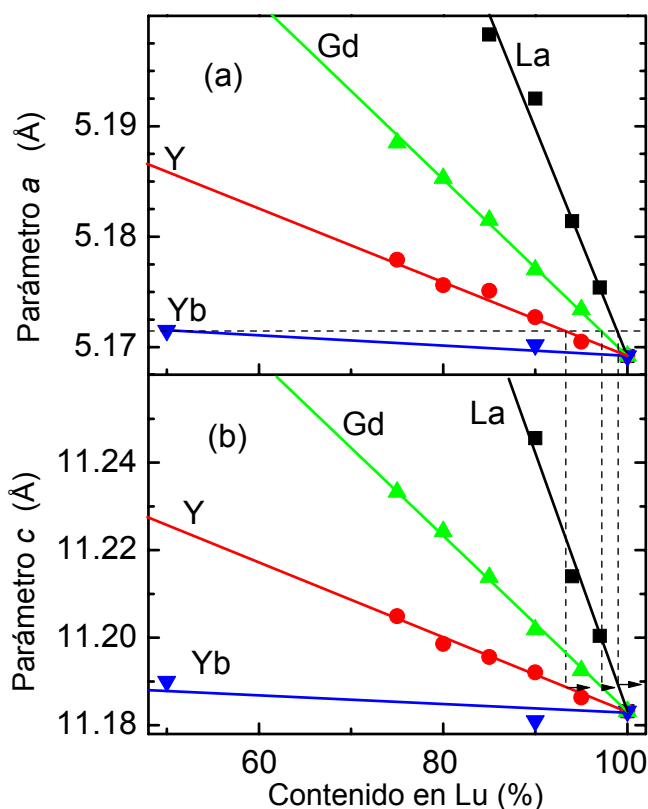 (a)
Gd
La
Y
Yb
5.19
5.18
5.17
Parámetro a (Å)
(b)
Gd
La
Y
Yb
11.24
11.22
11.20
11.18
Parámetro c (Å)
60 80 100
Contenido en Lu (%)